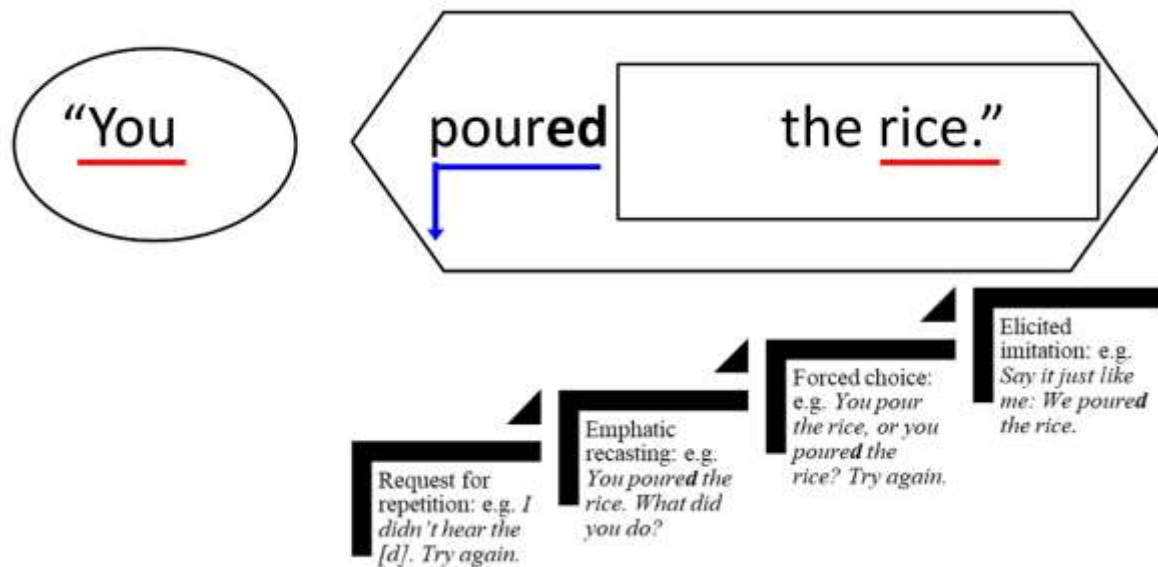 “You poured the rice.”
Request for
repetition: e.g. I
didn’t hear the
[d]. Try again.
Emphatic
recasting: e.g.
You poured the
rice. What did
you do?
Forced choice:
e.g. You pour
the rice, or you
poured the
rice? Try again.
Elicited
imitation: e.g.
Say it just like
me: We poured
the rice.